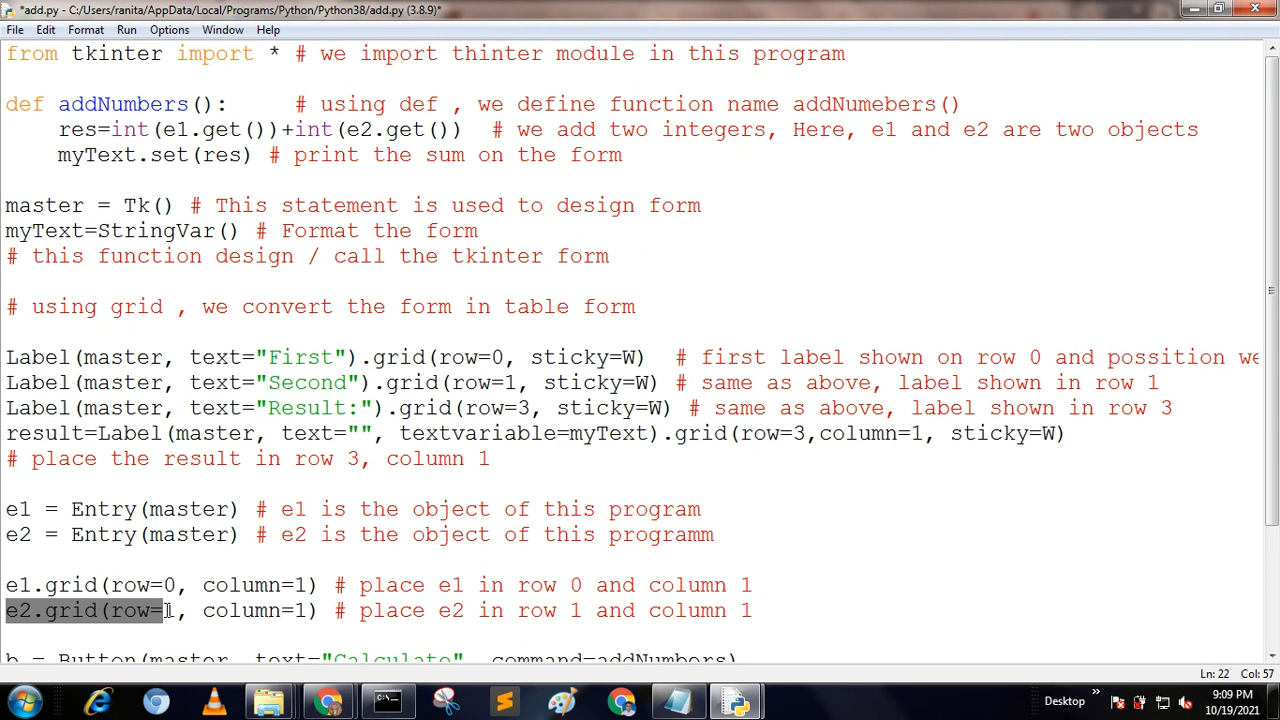 *add.py - C:/Users/ranita/AppData/Local/Programs/Python/Python38/add.py (3.8.9)*
File Edit Format Run Options Window Help
from tkinter import * # we import thinter module in this program
def addNumbers(): # using def , we define function name addNumebers()
res=int(e1.get())+int(e2.get()) # we add two integers, Here, e1 and e2 are two objects
myText.set(res) # print the sum on the form
master = Tk() # This statement is used to design form
myText=StringVar() # Format the form
# this function design / call the tkinter form
# using grid , we convert the form in table form
Label(master, text="First").grid(row=0, sticky=W) # first label shown on row 0 and possition we
Label(master, text="Second").grid(row=1, sticky=W) # same as above, label shown in row 1
Label(master, text="Result:").grid(row=3, sticky=W) # same as above, label shown in row 3
result=Label(master, text="", textvariable=myText).grid(row=3,column=1, sticky=W)
# place the result in row 3, column 1
e1 = Entry(master) # e1 is the object of this program
e2 = Entry(master) # e2 is the object of this programm
e1.grid(row=0, column=1) # place e1 in row 0 and column 1
e2.grid(row=1, column=1) # place e2 in row 1 and column 1
b = Button(master, text="Calculate", command=addNumbers)
Ln: 22 Col: 57
Desktop
9:09 PM
10/19/2021